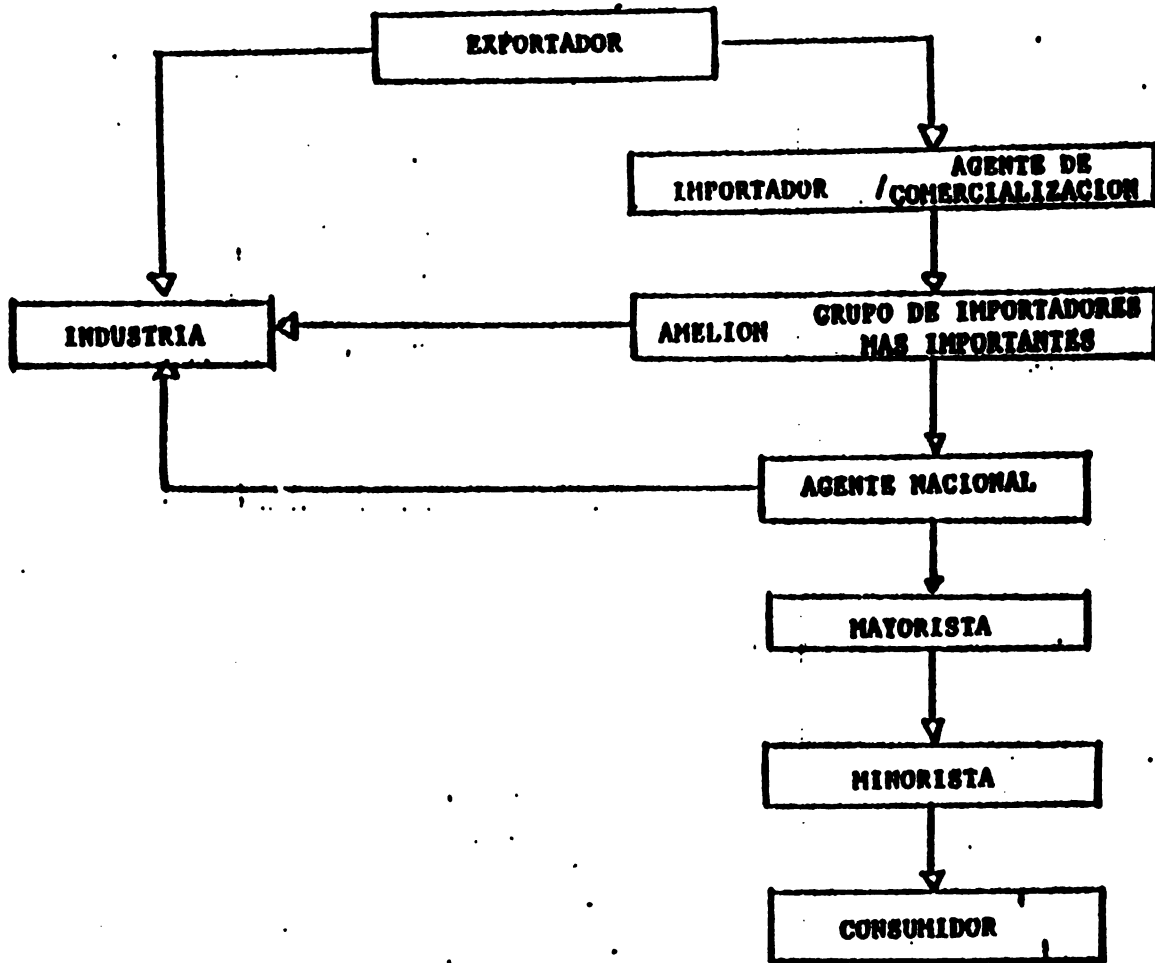 EXPORTADOR
AGENTE DE
IMPORTADOR / COMERCIALIZACION
GRUPO DE IMPORTADORES
AMELION MAS IMPORTANTES
INDUSTRIA
AGENTE NACIONAL
MAYORISTA
MINORISTA
CONSUMIDOR